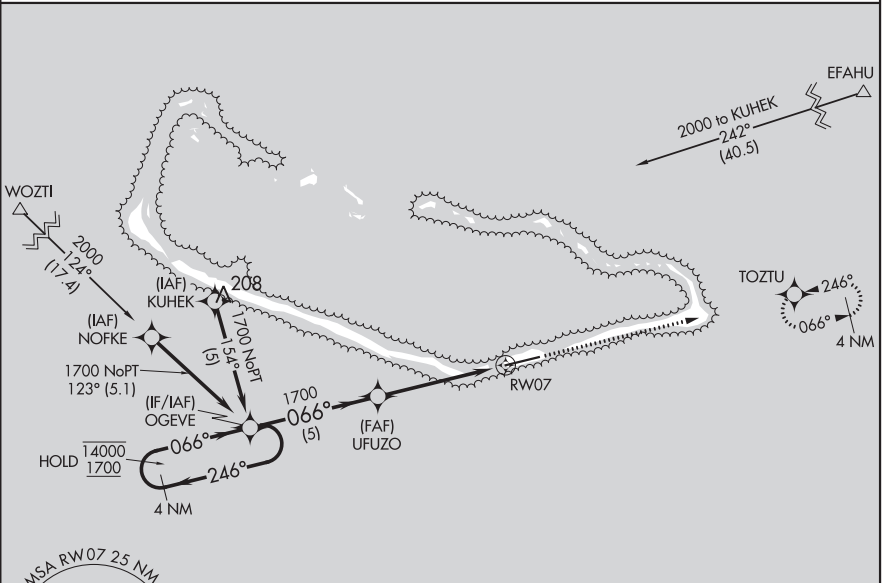 EFAHU
2000 to KUHEK
242°
(40.5)
WOZTI
2000
124°
(17.4)
(IAF)
KUHEK
208
TOZTU
246°
066°
4 NM
(IAF)
NOFKE
1700 NoPT
154°
(5)
1700 NoPT
123° (5.1)
RW07
(IF/IAF)
OGEVE
1700
066°
(5)
(FAF)
UFUZO
HOLD
14000
1700
066°
246°
4 NM
MSA RW07 25 NM